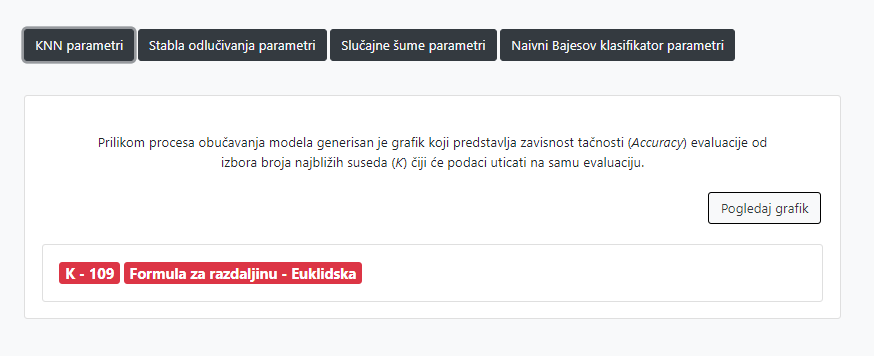 KNN parametri
Stabla odlučivanja parametri
Slučajne šume parametri
Naivni Bajesov klasifikator parametri
Prilikom procesa obučavanja modela generisan je grafik koji predstavlja zavisnost tačnosti (Accuracy) evaluacije od
izbora broja najbližih suseda (K) čiji će podaci uticati na samu evaluaciju.
Pogledaj grafik
K - 109 Formula za razdaljinu - Euklidska